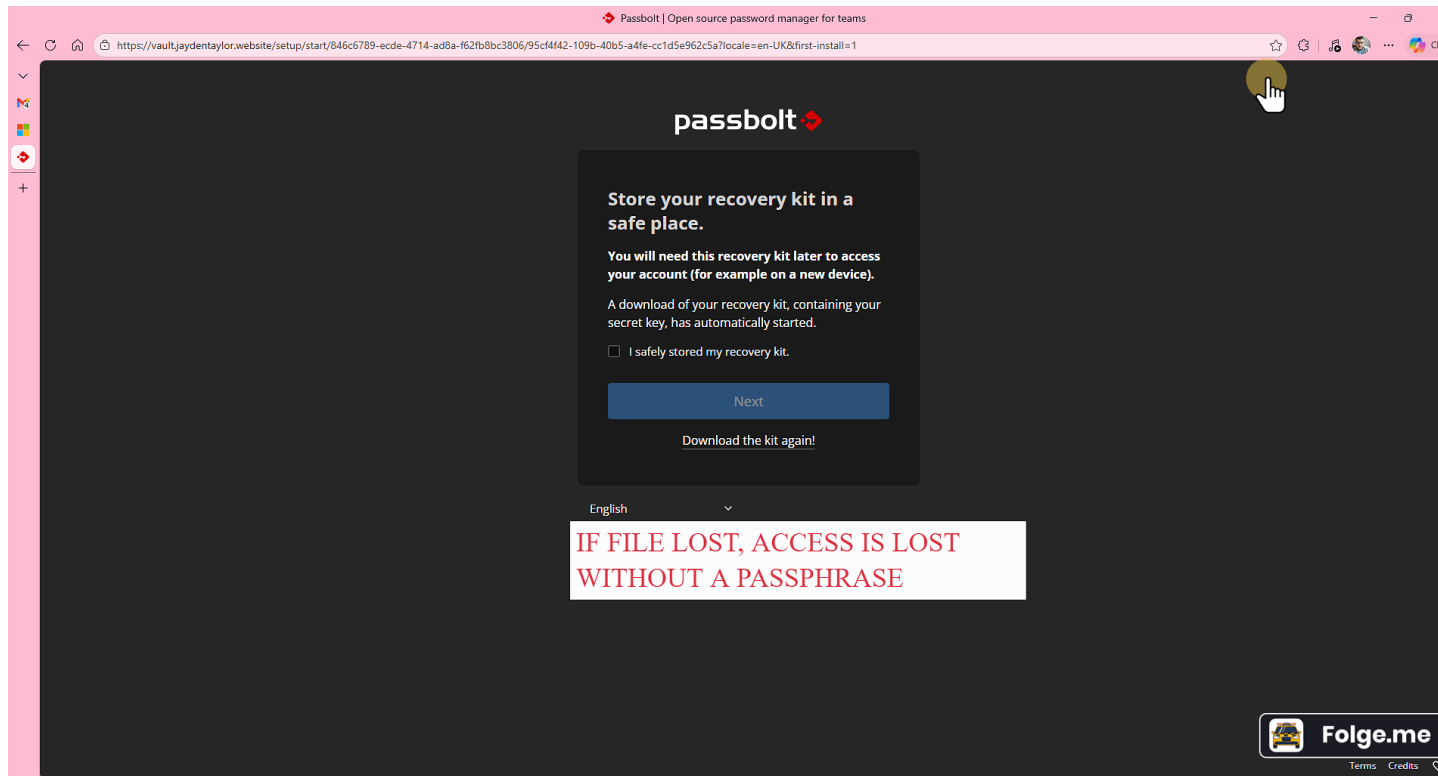 Passbolt | Open source password manager for teams
https://vault.jaydentaylor.website/setup/start/846c6789-ecde-4714-ad8a-f62fb8bc3806/95cf4f42-109b-40b5-a4fe-cc1d5e962c5a?locale=en-UK&first-install=1
passbolt
Store your recovery kit in a
safe place.
You will need this recovery kit later to access
your account (for example on a new device).
A download of your recovery kit, containing your
secret key, has automatically started.
I safely stored my recovery kit.
Next
Download the kit again!
English
IF FILE LOST, ACCESS IS LOST
WITHOUT A PASSPHRASE
Folge.me
Terms Credits